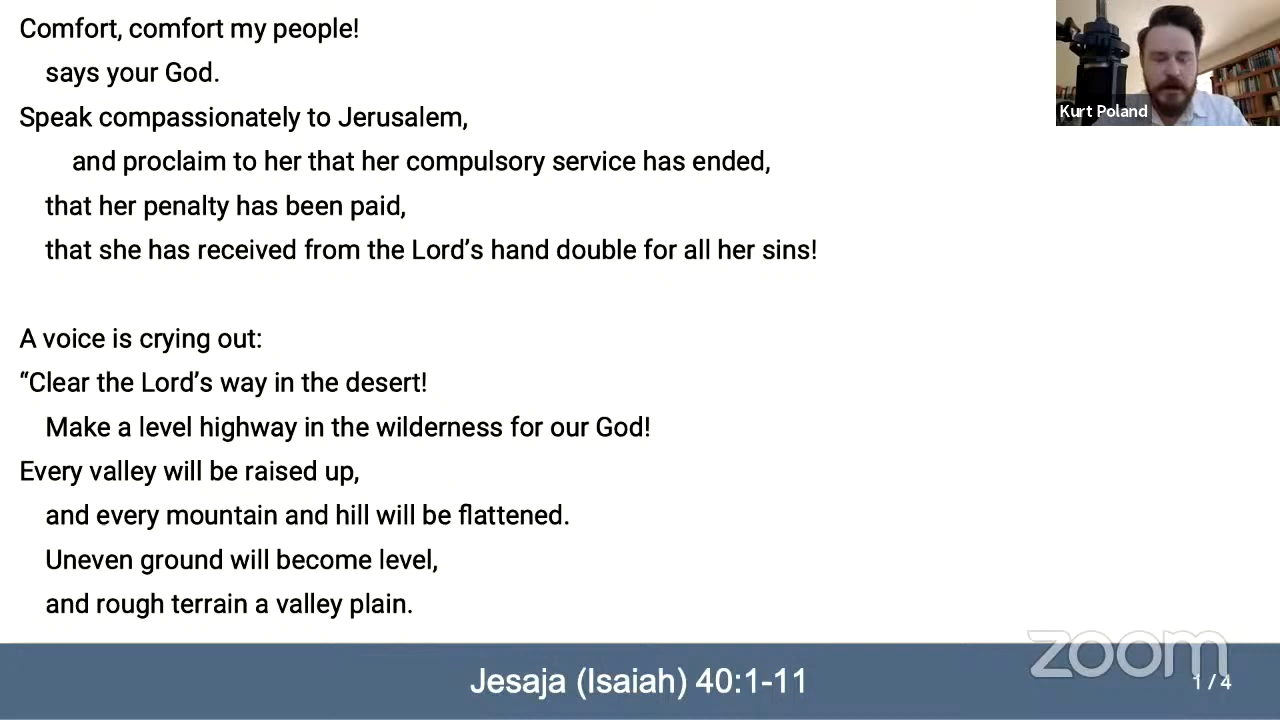 Comfort, comfort my people!
says your God.
Speak compassionately to Jerusalem,
and proclaim to her that her compulsory service has ended,
that her penalty has been paid,
that she has received from the Lord’s hand double for all her sins!
A voice is crying out:
“Clear the Lord’s way in the desert!
Make a level highway in the wilderness for our God!
Every valley will be raised up,
and every mountain and hill will be flattened.
Uneven ground will become level,
and rough terrain a valley plain.
Kurt Poland
Jesaja (Isaiah) 40:1-11
zoom
1 / 4